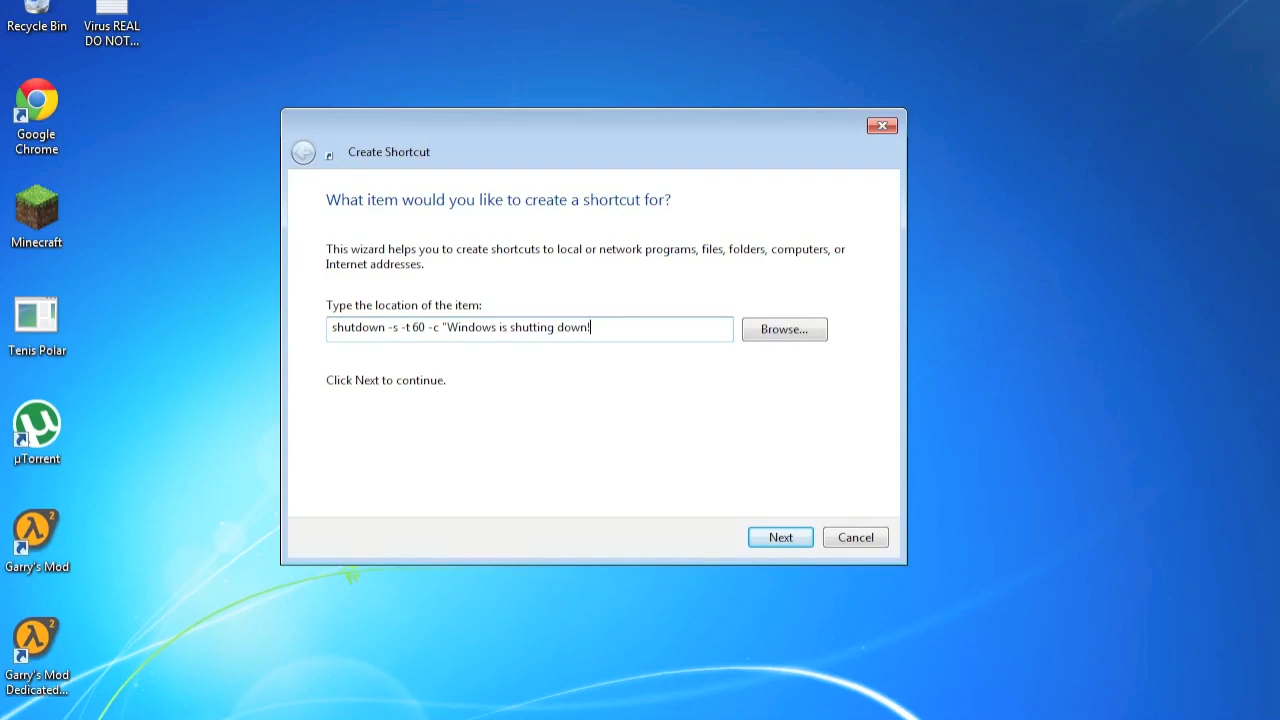 Recycle Bin
Virus REAL
DO NOT...
Google
Chrome
Minecraft
Tenis Polar
µTorrent
2
Garry's Mod
2
Garry's Mod
Dedicated...
Create Shortcut
What item would you like to create a shortcut for?
This wizard helps you to create shortcuts to local or network programs, files, folders, computers, or
Internet addresses.
Type the location of the item:
shutdown -s -t 60 -c "Windows is shutting down!
Browse...
Click Next to continue.
Next
Cancel